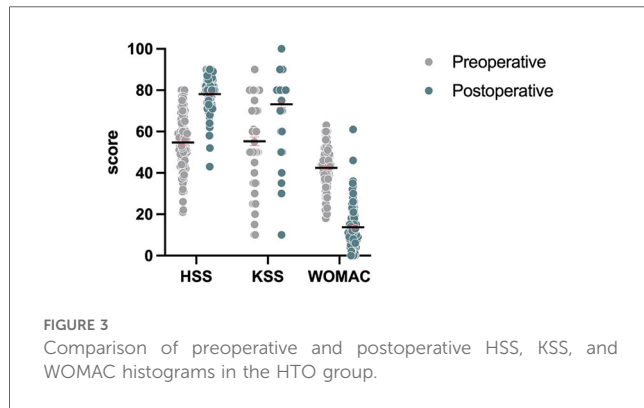 100
80
60
40
20
0
score
HSS
KSS
WOMAC
Preoperative
Postoperative
FIGURE 3
Comparison of preoperative and postoperative HSS, KSS, and
WOMAC histograms in the HTO group.